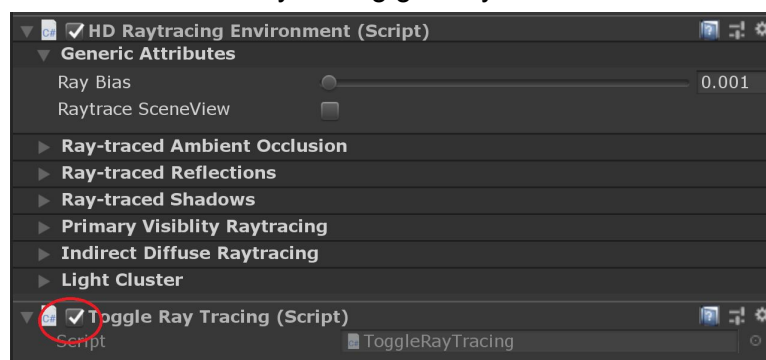 HD Raytracing Environment (Script)
Generic Attributes
Ray Bias 0.001
Raytrace SceneView
Ray-traced Ambient Occlusion
Ray-traced Reflections
Ray-traced Shadows
Primary Visiblity Raytracing
Indirect Diffuse Raytracing
Light Cluster
Toggle Ray Tracing (Script)
Script ToggleRayTracing